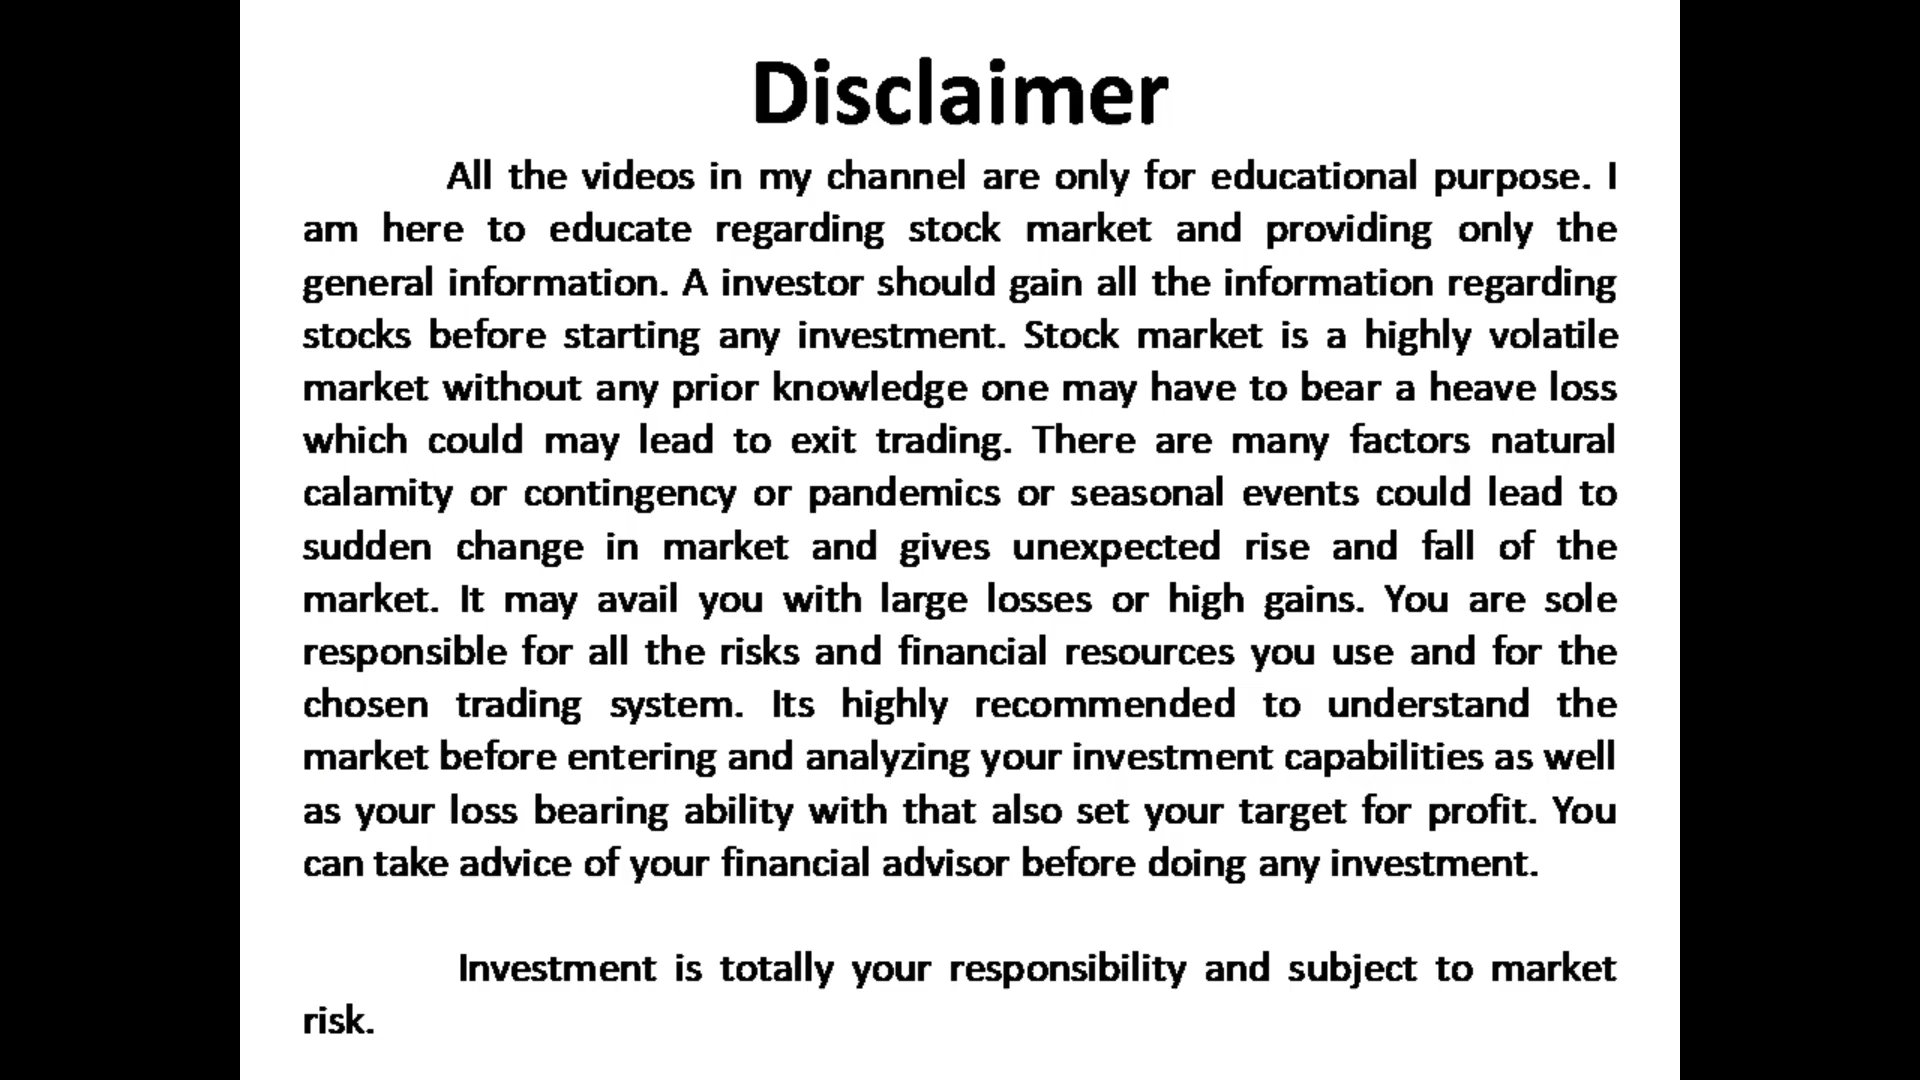 Disclaimer
All the videos in my channel are only for educational purpose. I
am here to educate regarding stock market and providing only the
general information. A investor should gain all the information regarding
stocks before starting any investment. Stock market is a highly volatile
market without any prior knowledge one may have to bear a heave loss
which could may lead to exit trading. There are many factors natural
calamity or contingency or pandemics or seasonal events could lead to
sudden change in market and gives unexpected rise and fall of the
market. It may avail you with large losses or high gains. You are sole
responsible for all the risks and financial resources you use and for the
chosen trading system. Its highly recommended to understand the
market before entering and analyzing your investment capabilities as well
as your loss bearing ability with that also set your target for profit. You
can take advice of your financial advisor before doing any investment.
Investment is totally your responsibility and subject to market
risk.